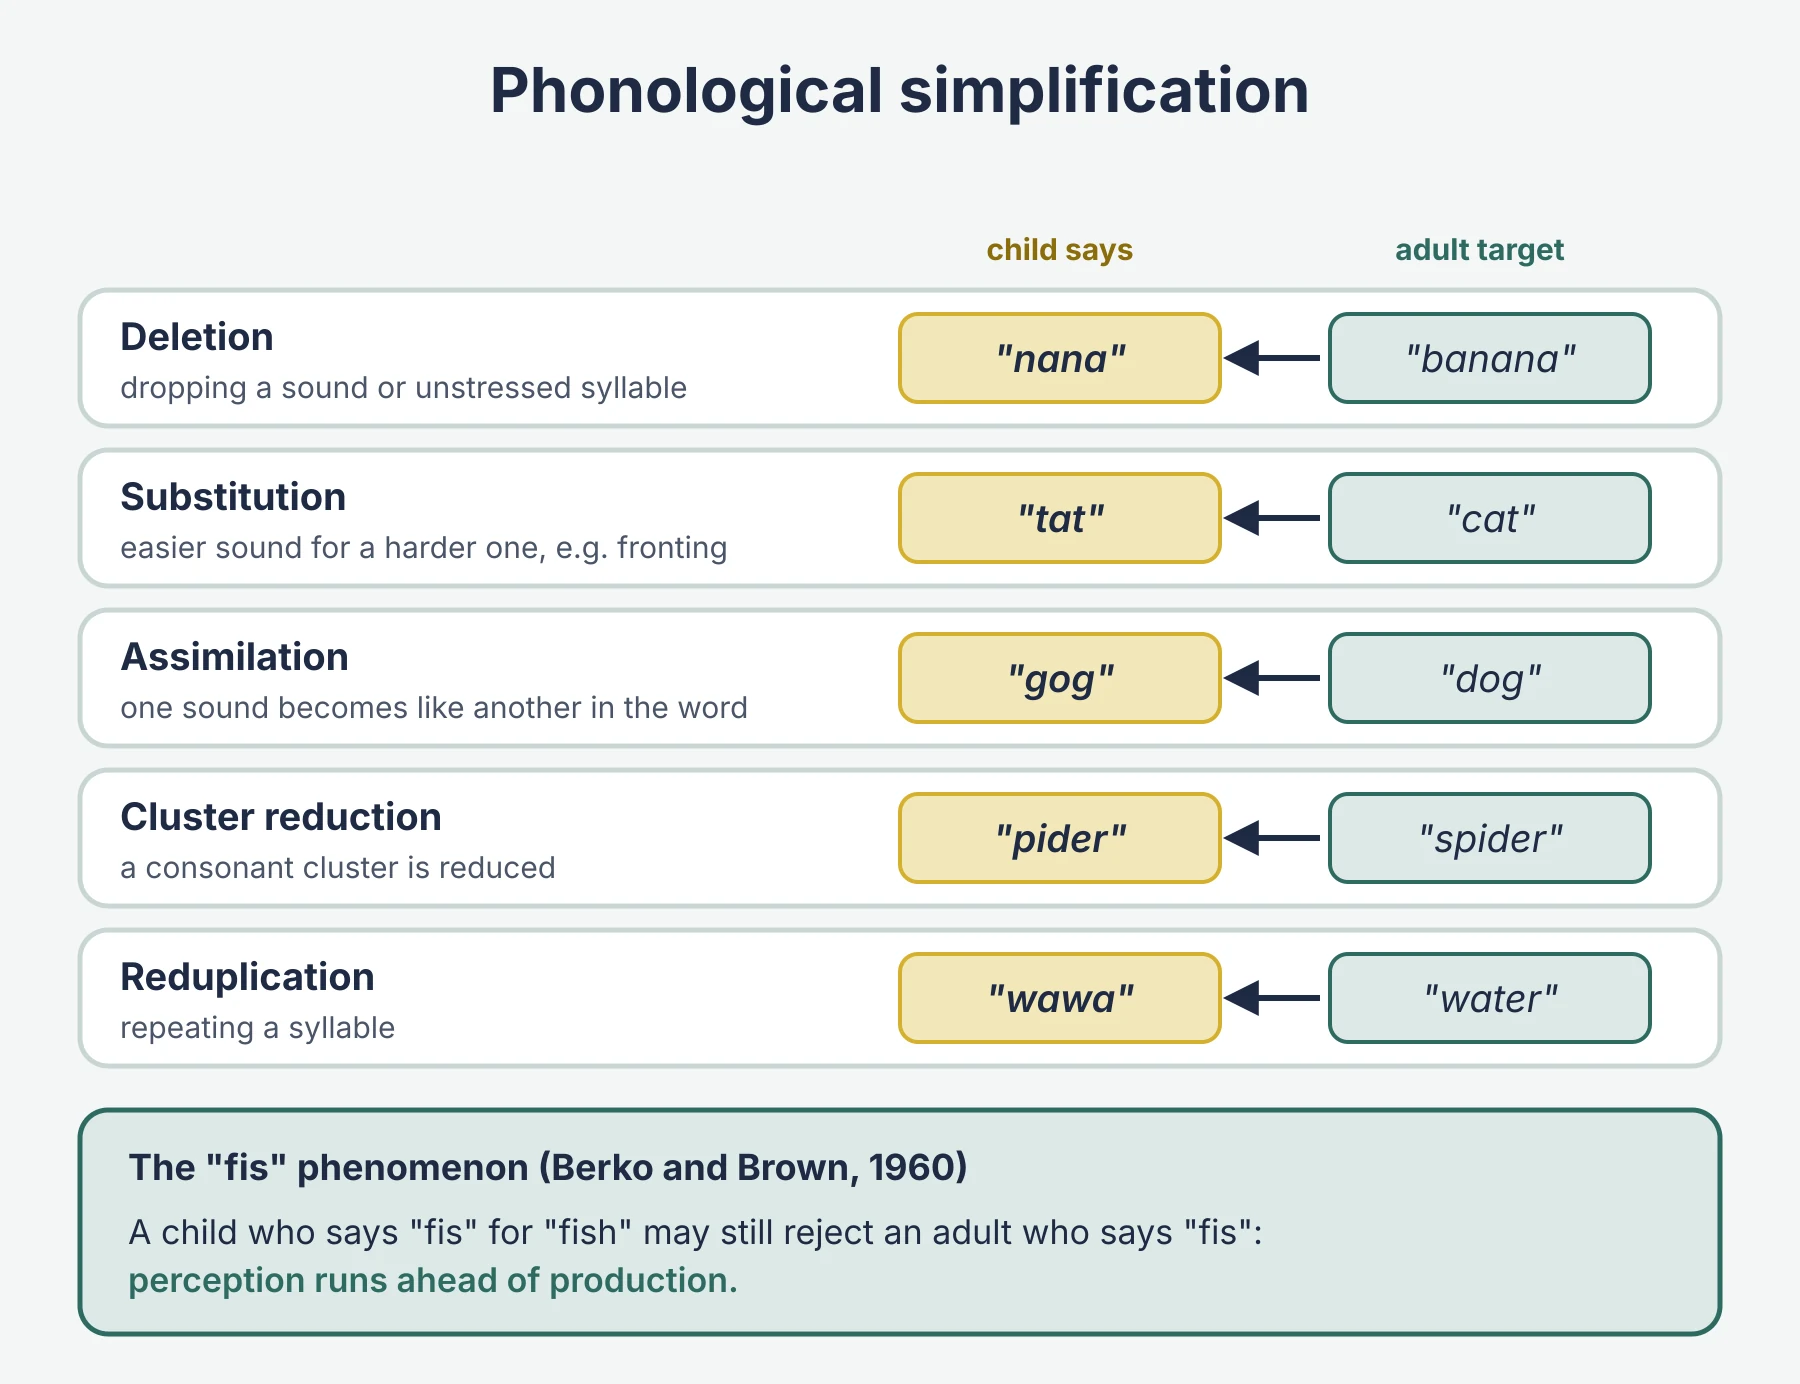 Phonological simplification
child says
adult target
Deletion
dropping a sound or unstressed syllable
"nana"
"banana"
Substitution
easier sound for a harder one, e.g. fronting
"tat"
"cat"
Assimilation
one sound becomes like another in the word
"gog"
"dog"
Cluster reduction
a consonant cluster is reduced
"pider"
"spider"
Reduplication
repeating a syllable
"wawa"
"water"
The "fis" phenomenon (Berko and Brown, 1960)
A child who says "fis" for "fish" may still reject an adult who says "fis":
perception runs ahead of production.